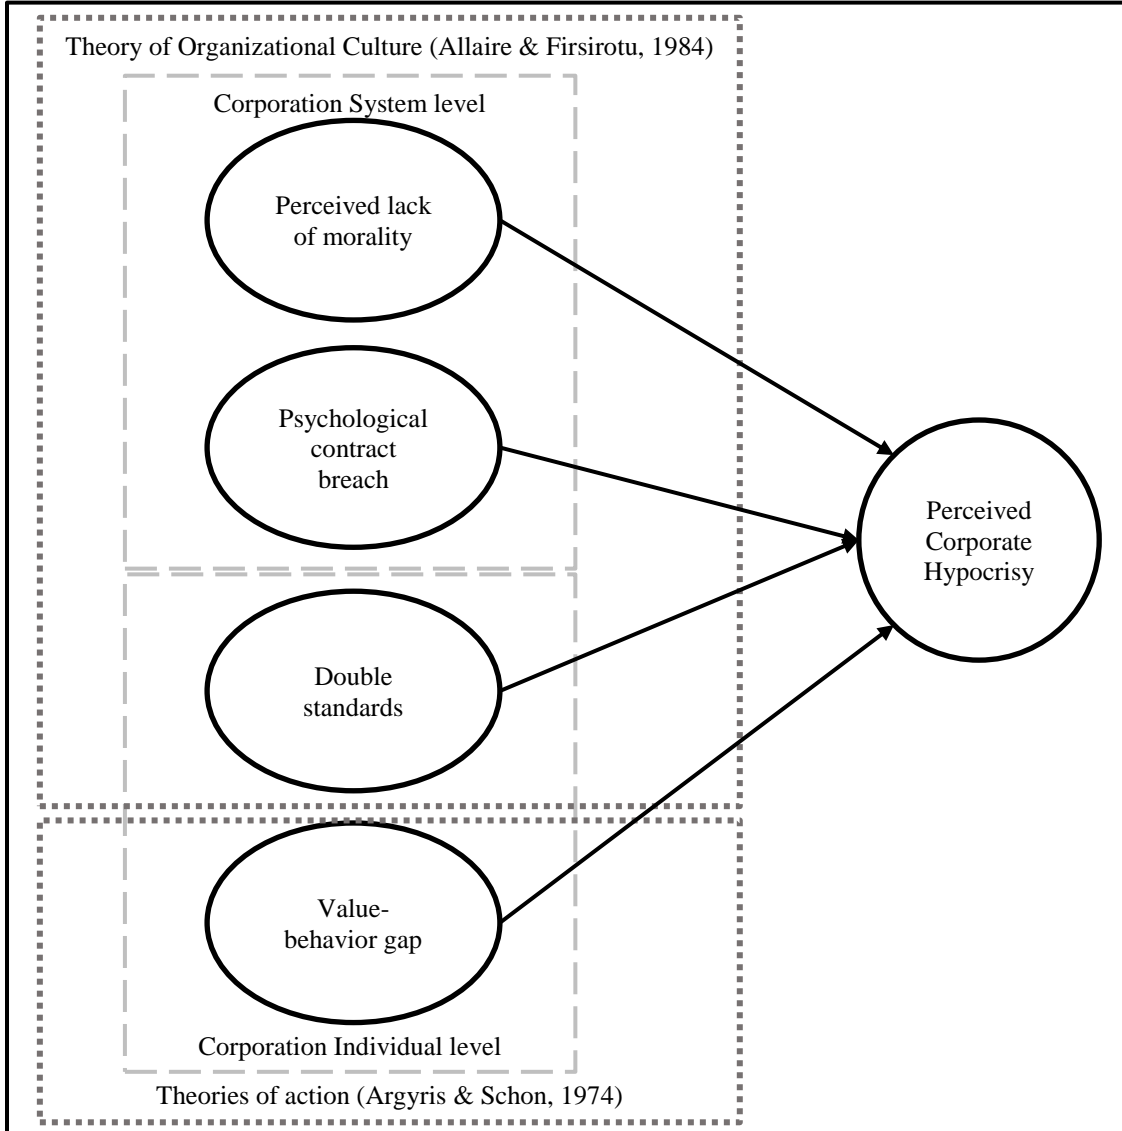 Theory of Organizational Culture (Allaire & Firsirotu, 1984)
Corporation System level
Perceived lack
of morality
Psychological
contract
breach
Perceived
Corporate
Hypocrisy
Double
standards
Value-
behavior gap
Corporation Individual level
Theories of action (Argyris & Schon, 1974)